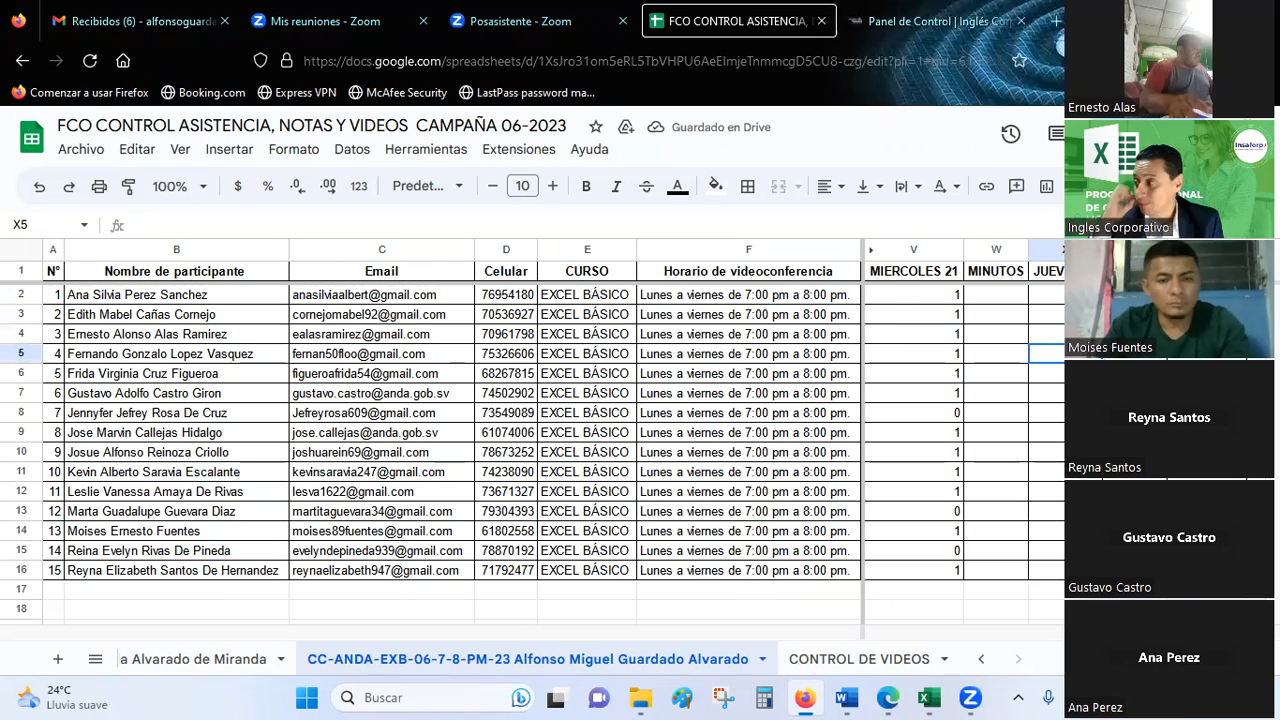 Recibidos (6) - alfonsoguarda
Mis reuniones - Zoom
Posasistente - Zoom
FCO CONTROL ASISTENCIA,
Panel de Control | Inglés Co
https://docs.google.com/spreadsheets/d/1XsJro31om5eRL5TbVHPU6AeEImjeTnmmcgD5CU8-czg/edit?pli=1#gid=6
Comenzar a usar Firefox
Booking.com
Express VPN
McAfee Security
LastPass password ma...
FCO CONTROL ASISTENCIA, NOTAS Y VIDEOS CAMPAÑA 06-2023
Guardado en Drive
Archivo Editar Ver Insertar Formato Datos Herramientas Extensiones Ayuda
100% $ % .0 .00 123 Predet... 10 B I A
X5 fx
A B C D E F V W
1 N° Nombre de participante Email Celular CURSO Horario de videoconferencia MIERCOLES 21 MINUTOS JUEV
2 1 Ana Silvia Perez Sanchez anasilviaalbert@gmail.com 76954180 EXCEL BÁSICO Lunes a viernes de 7:00 pm a 8:00 pm. 1
3 2 Edith Mabel Cañas Cornejo cornejomabel92@gmail.com 70536927 EXCEL BÁSICO Lunes a viernes de 7:00 pm a 8:00 pm. 1
4 3 Ernesto Alonso Alas Ramirez ealasramirez@gmail.com 70961798 EXCEL BÁSICO Lunes a viernes de 7:00 pm a 8:00 pm. 1
5 4 Fernando Gonzalo Lopez Vasquez fernan50floo@gmail.com 75326606 EXCEL BÁSICO Lunes a viernes de 7:00 pm a 8:00 pm. 1
6 5 Frida Virginia Cruz Figueroa figueroafrida54@gmail.com 68267815 EXCEL BÁSICO Lunes a viernes de 7:00 pm a 8:00 pm. 1
7 6 Gustavo Adolfo Castro Giron gustavo.castro@anda.gob.sv 74502902 EXCEL BÁSICO Lunes a viernes de 7:00 pm a 8:00 pm. 1
8 7 Jennyfer Jefrey Rosa De Cruz Jefreyrosa609@gmail.com 73549089 EXCEL BÁSICO Lunes a viernes de 7:00 pm a 8:00 pm. 0
9 8 Jose Marvin Callejas Hidalgo jose.callejas@anda.gob.sv 61074006 EXCEL BÁSICO Lunes a viernes de 7:00 pm a 8:00 pm. 1
10 9 Josue Alfonso Reinoza Criollo joshuarein69@gmail.com 78673252 EXCEL BÁSICO Lunes a viernes de 7:00 pm a 8:00 pm. 1
11 10 Kevin Alberto Saravia Escalante kevinsaravia247@gmail.com 74238090 EXCEL BÁSICO Lunes a viernes de 7:00 pm a 8:00 pm. 1
12 11 Leslie Vanessa Amaya De Rivas lesva1622@gmail.com 73671327 EXCEL BÁSICO Lunes a viernes de 7:00 pm a 8:00 pm. 1
13 12 Marta Guadalupe Guevara Diaz martitaguevara34@gmail.com 79304393 EXCEL BÁSICO Lunes a viernes de 7:00 pm a 8:00 pm. 0
14 13 Moises Ernesto Fuentes moises89fuentes@gmail.com 61802558 EXCEL BÁSICO Lunes a viernes de 7:00 pm a 8:00 pm. 1
15 14 Reina Evelyn Rivas De Pineda evelyndepineda939@gmail.com 78870192 EXCEL BÁSICO Lunes a viernes de 7:00 pm a 8:00 pm. 0
16 15 Reyna Elizabeth Santos De Hernandez reynaelizabeth947@gmail.com 71792477 EXCEL BÁSICO Lunes a viernes de 7:00 pm a 8:00 pm. 1
17
18
a Alvarado de Miranda
CC-ANDA-EXB-06-7-8-PM-23 Alfonso Miguel Guardado Alvarado
CONTROL DE VIDEOS
24°C
Lluvia suave
Buscar
Ernesto Alas
Insaforp
Ingles Corporativo
Moises Fuentes
Reyna Santos
Reyna Santos
Gustavo Castro
Gustavo Castro
Ana Perez
Ana Perez